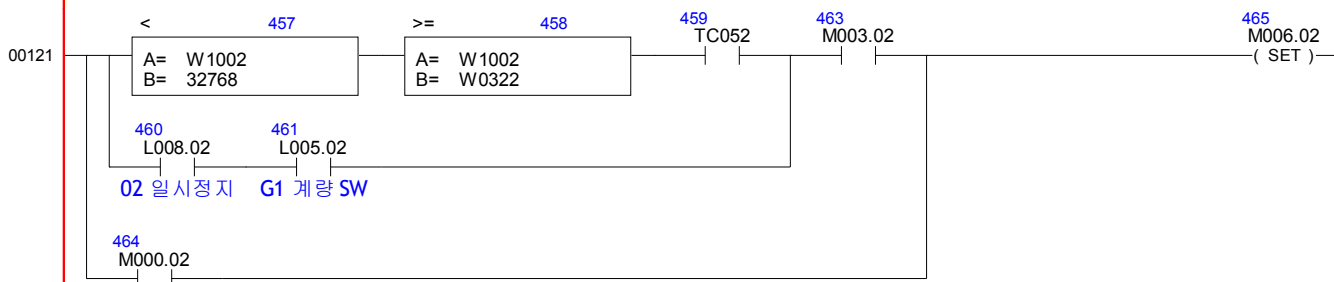 < 457 >= 458 459 463 465
TC052 M003.02 M006.02
00121 A= W1002 A= W1002 ( SET )
B= 32768 B= W0322
460 461
L008.02 L005.02
02 일시정지 G1 계량 SW
464
M000.02